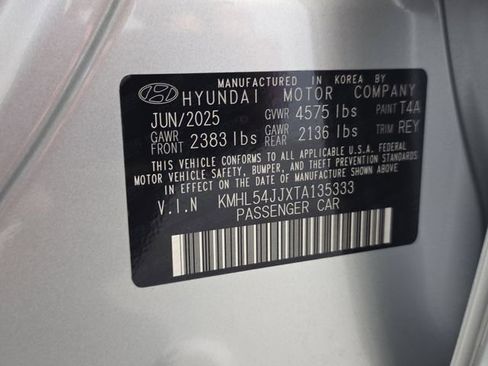 MANUFACTURED IN KOREA BY
HYUNDAI MOTOR COMPANY
JUN/2025 GVWR 4575 lbs PAINT T4A
GAWR FRONT 2383 lbs GAWR REAR 2136 lbs TRIM REY
THIS VEHICLE CONFORMS TO ALL APPLICABLE U.S.A. FEDERAL
MOTOR VEHICLE SAFETY, BUMPER, AND THEFT PREVENTION STANDARDS
IN EFFECT ON THE DATE OF MANUFACTURE SHOWN ABOVE.
V.I.N KMHL54JJXTA135333
PASSENGER CAR